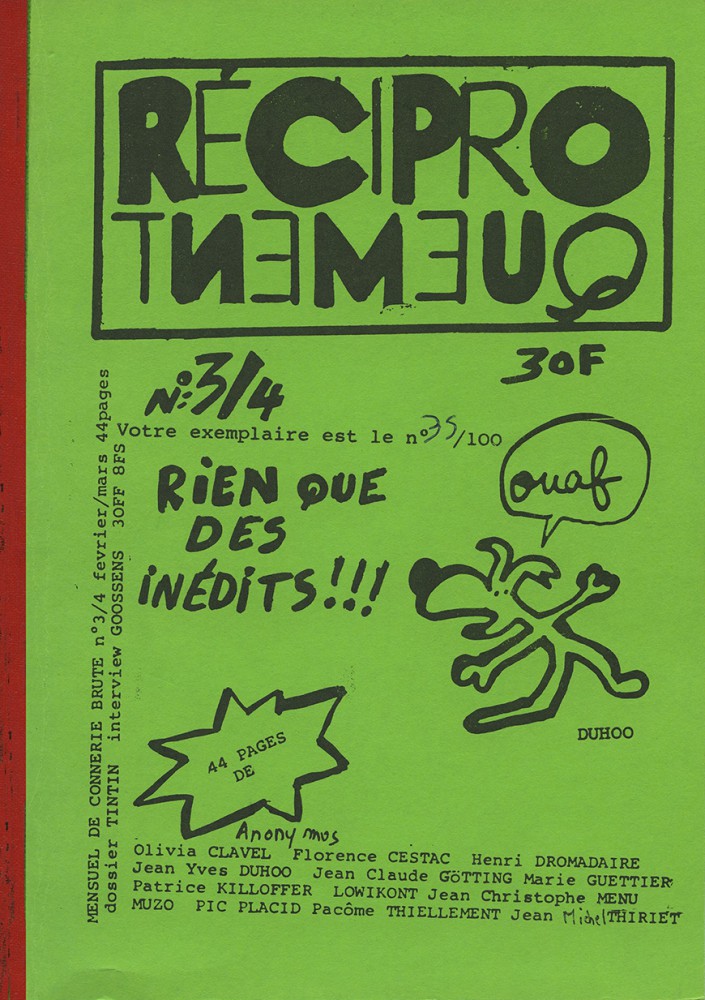 RÉCIPRO
QUEMENT
30F
N°:3/4
Votre exemplaire est le n°35/100
ouaf
RIEN QUE
DES
INÉDITS!!!
DUHOO
44 PAGES
DE
Anonymus
Olivia CLAVEL Florence CESTAC Henri DROMADAIRE
Jean Yves DUHOO Jean Claude GöTTING Marie GUETTIER
Patrice KILLOFFER LOWIKONT Jean Christophe MENU
MUZO PIC PLACID Pacôme THIELLEMENT Jean Michel THIRIET
MENSUEL DE CONNERIE BRUTE n°3/4 fevrier/mars 44pages
dossier TINTIN interview GOOSSENS 30FF 8FS